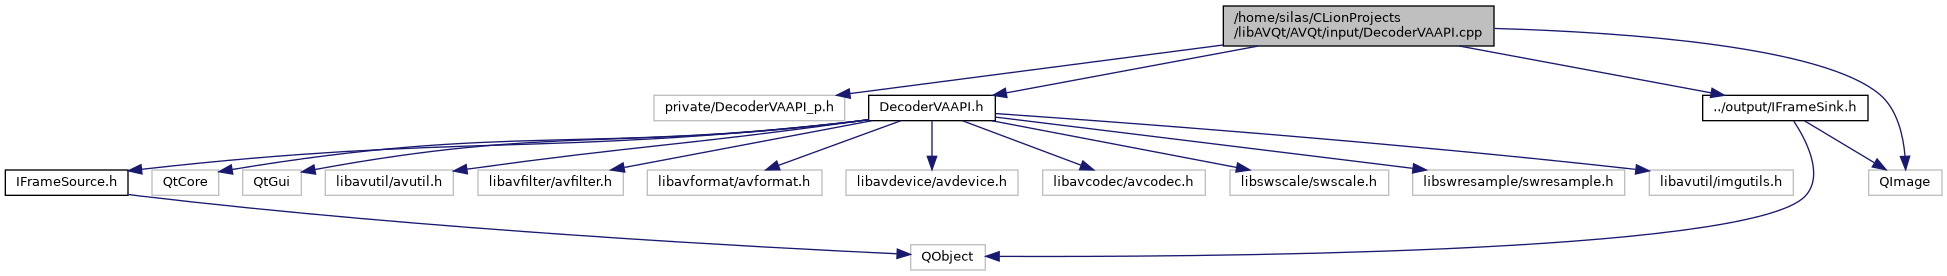 /home/silas/CLionProjects
/libAVQt/AVQt/input/DecoderVAAPI.cpp
private/DecoderVAAPI_p.h
DecoderVAAPI.h
../output/IFrameSink.h
IFrameSource.h
QtCore
QtGui
libavutil/avutil.h
libavfilter/avfilter.h
libavformat/avformat.h
libavdevice/avdevice.h
libavcodec/avcodec.h
libswscale/swscale.h
libswresample/swresample.h
libavutil/imgutils.h
QImage
QObject